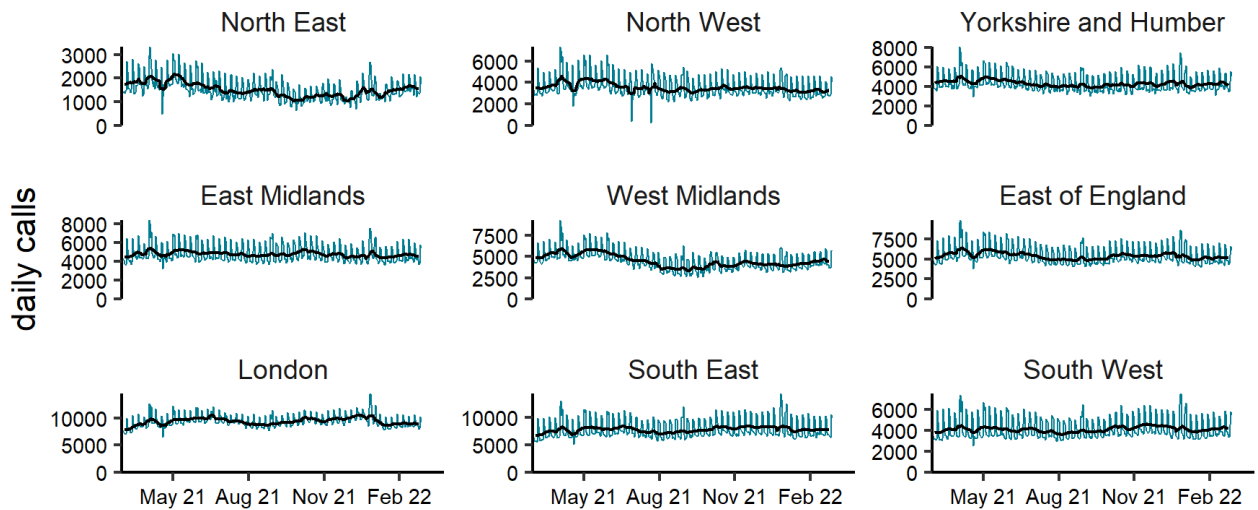 North East
North West
Yorkshire and Humber
3000
2000
1000
0
6000
4000
2000
0
8000
6000
4000
2000
0
daily calls
East Midlands
West Midlands
East of England
8000
6000
4000
2000
0
7500
5000
2500
0
7500
5000
2500
0
London
South East
South West
10000
5000
0
10000
5000
0
6000
4000
2000
0
May 21 Aug 21 Nov 21 Feb 22
May 21 Aug 21 Nov 21 Feb 22
May 21 Aug 21 Nov 21 Feb 22